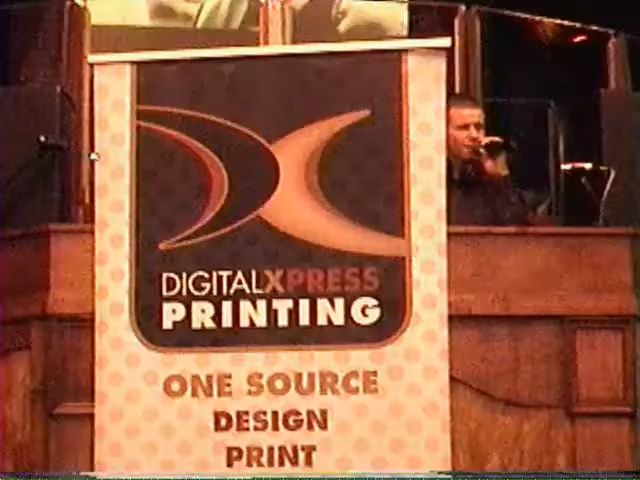 DIGITALXPRESS
PRINTING
ONE SOURCE
DESIGN
PRINT